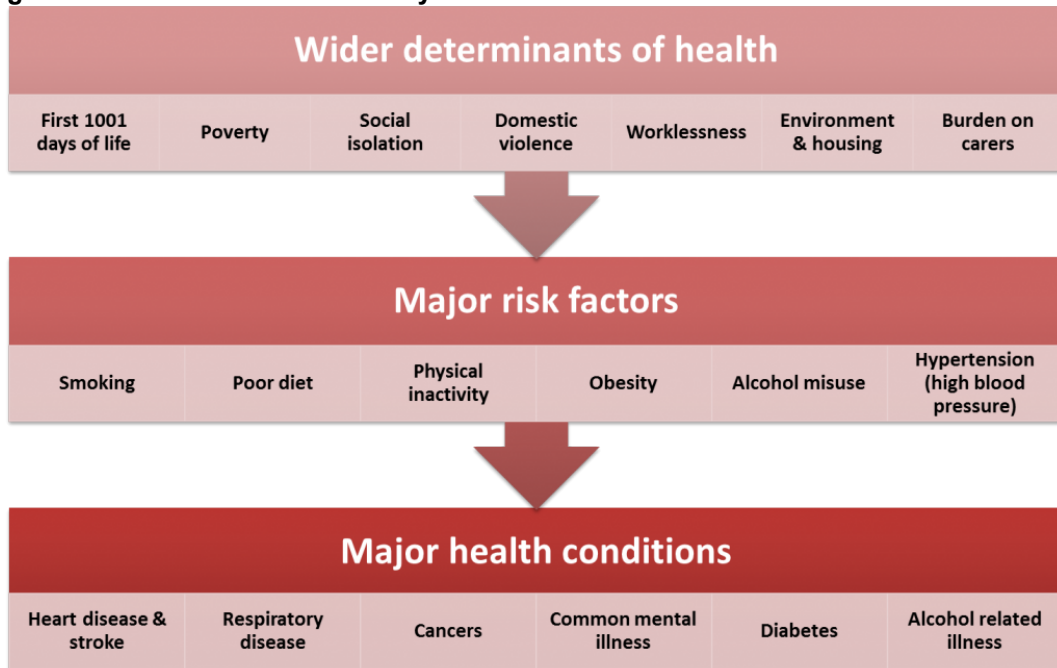 Wider determinants of health
First 1001
days of life
Poverty
Social
isolation
Domestic
violence
Worklessness
Environment
& housing
Burden on
carers
Major risk factors
Smoking
Poor diet
Physical
inactivity
Obesity
Alcohol misuse
Hypertension
(high blood
pressure)
Major health conditions
Heart disease &
stroke
Respiratory
disease
Cancers
Common mental
illness
Diabetes
Alcohol related
illness